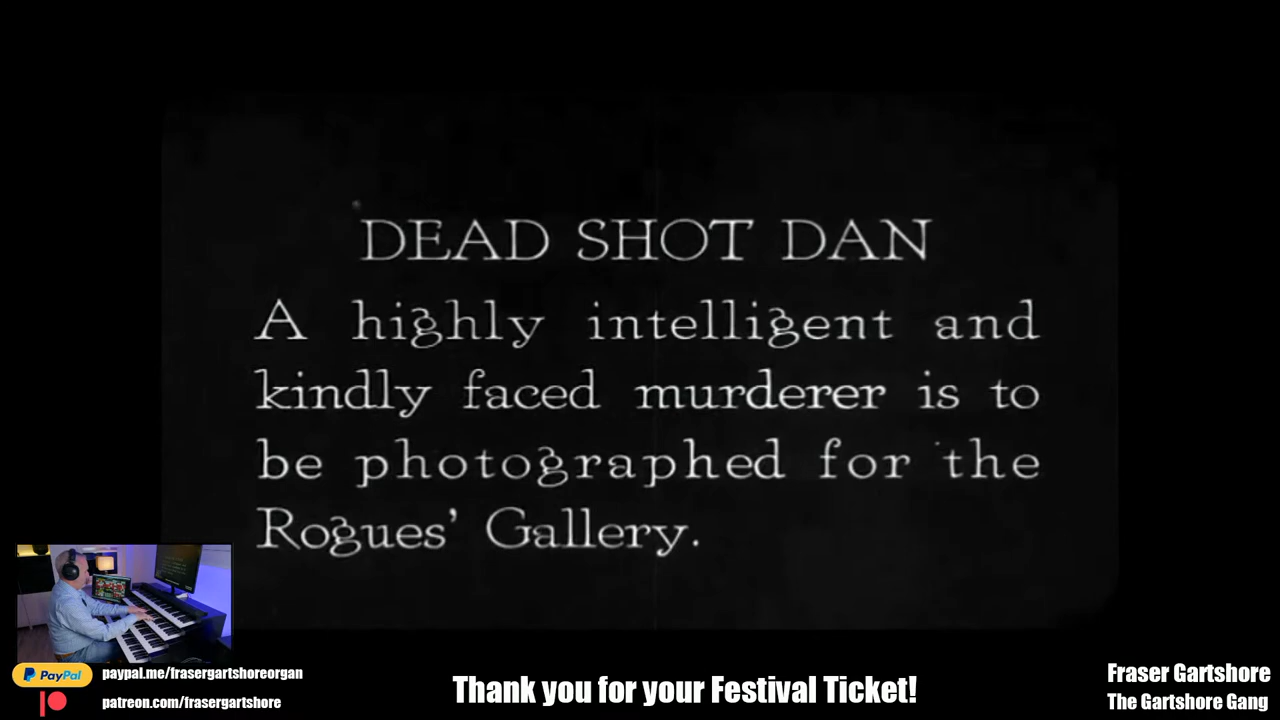 DEAD SHOT DAN
A highly intelligent and
kindly faced murderer is to
be photographed for the
Rogues’ Gallery.
PayPal
paypal.me/frasergartshoreorgan
patreon.com/frasergartshore
Thank you for your Festival Ticket!
Fraser Gartshore
The Gartshore Gang